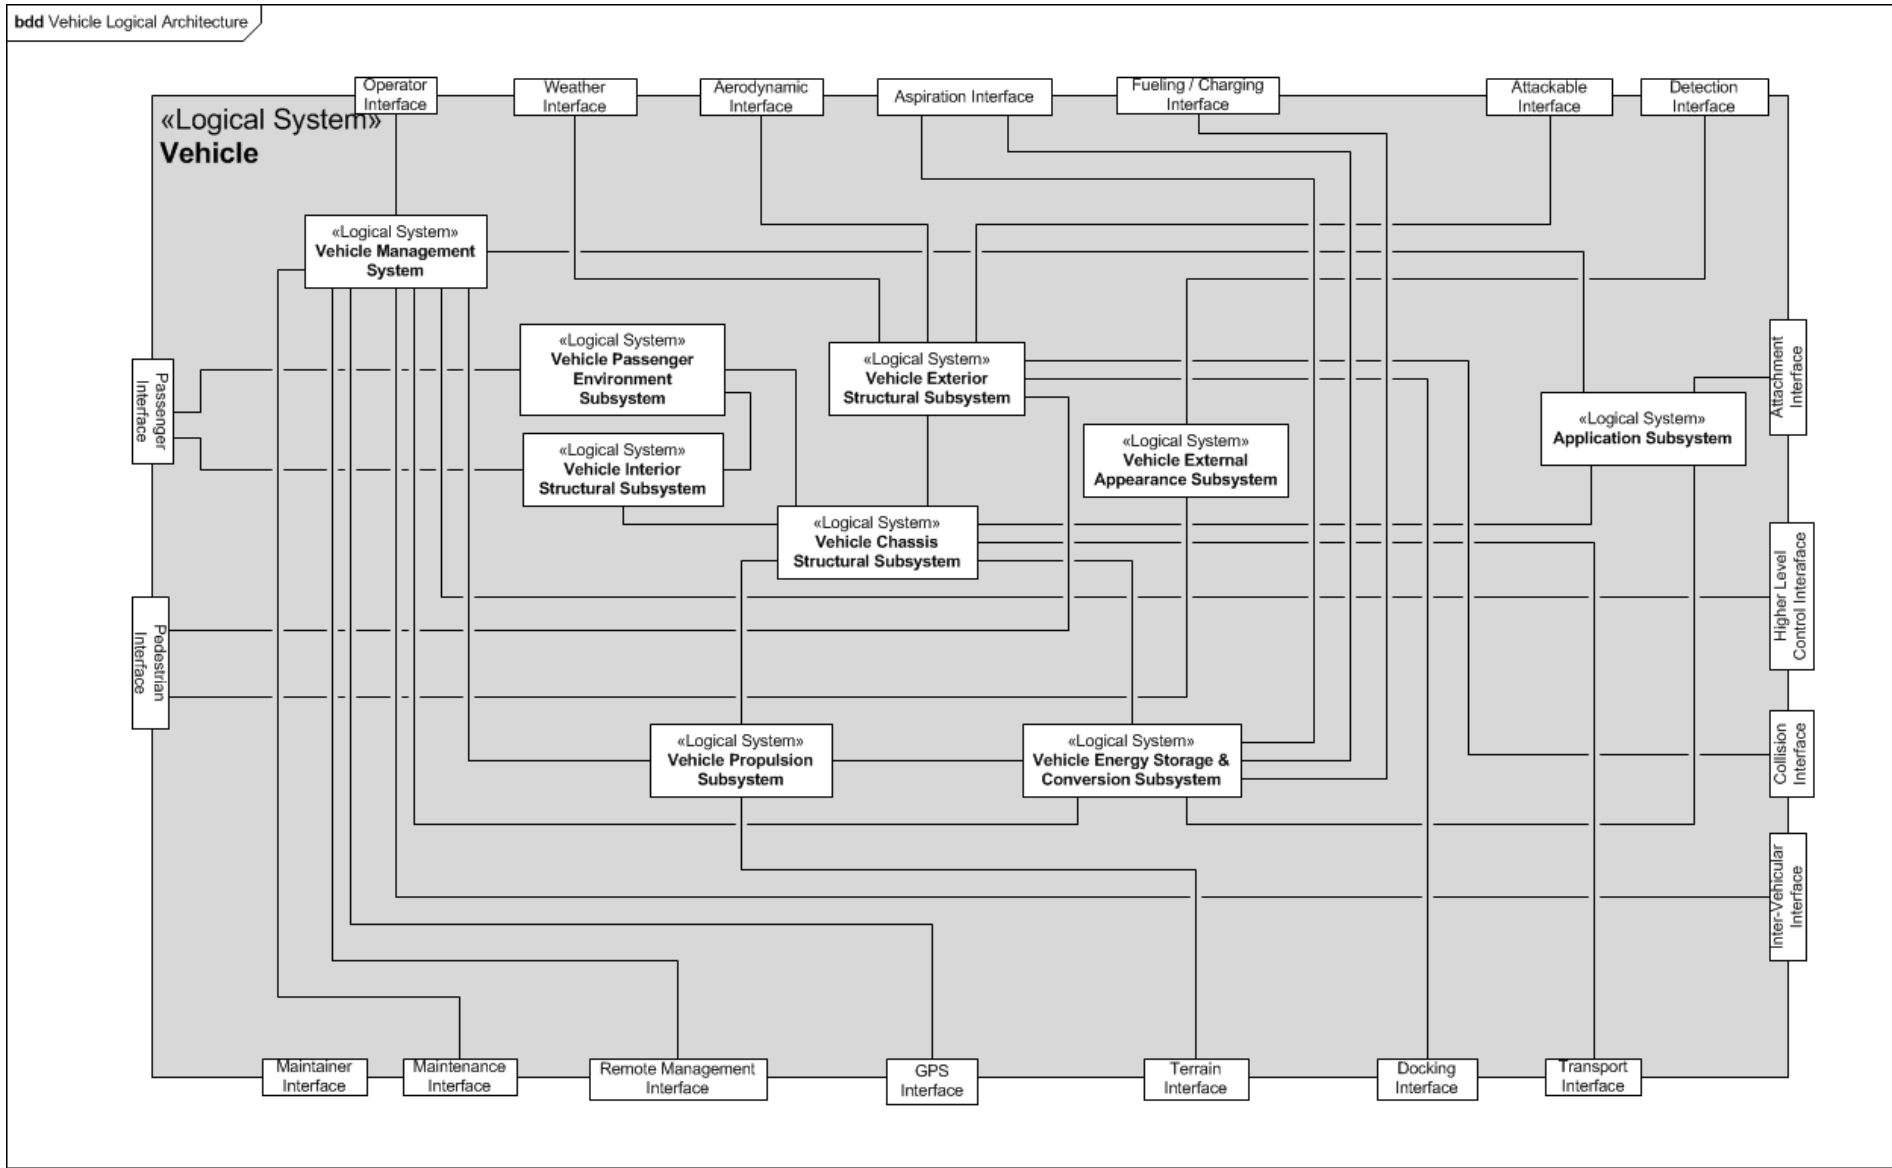 bdd Vehicle Logical Architecture
Operator
Interface
Weather
Interface
Aerodynamic
Interface
Aspiration Interface
Fueling / Charging
Interface
Attackable
Interface
Detection
Interface
«Logical System»
Vehicle
«Logical System»
Vehicle Management
System
«Logical System»
Vehicle Passenger
Environment
Subsystem
«Logical System»
Vehicle Exterior
Structural Subsystem
Attachment
Interface
Passenger
Interface
«Logical System»
Application Subsystem
«Logical System»
Vehicle Interior
Structural Subsystem
«Logical System»
Vehicle External
Appearance Subsystem
«Logical System»
Vehicle Chassis
Structural Subsystem
Higher Level
Control Interaface
Pedestrian
Interface
«Logical System»
Vehicle Propulsion
Subsystem
«Logical System»
Vehicle Energy Storage &
Conversion Subsystem
Collision
Interface
Inter-Vehicular
Interface
Maintainer
Interface
Maintenance
Interface
Remote Management
Interface
GPS
Interface
Terrain
Interface
Docking
Interface
Transport
Interface